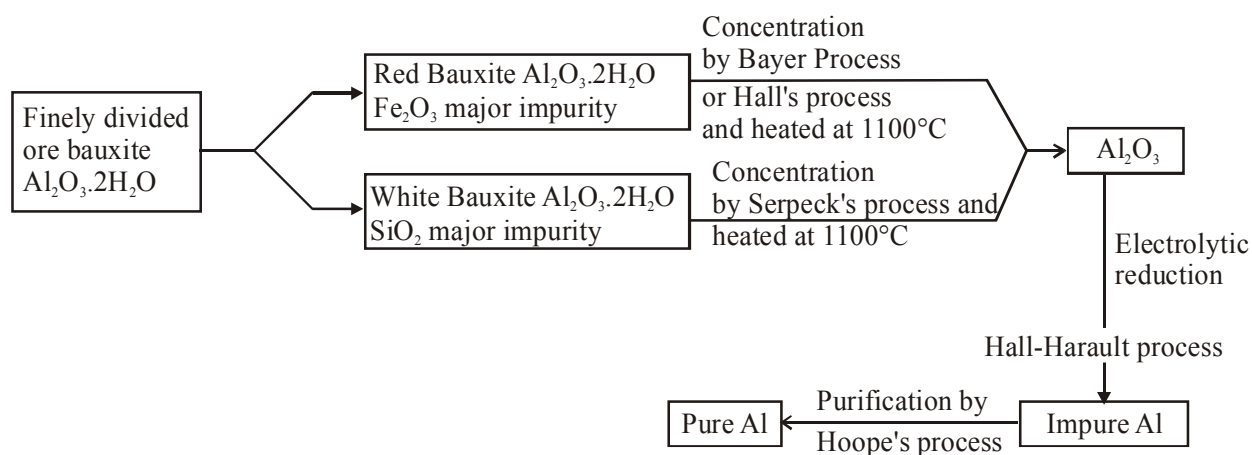 Finely divided
ore bauxite
Al₂O₃.2H₂O
Red Bauxite Al₂O₃.2H₂O
Fe₂O₃ major impurity
White Bauxite Al₂O₃.2H₂O
SiO₂ major impurity
Concentration
by Bayer Process
or Hall's process
and heated at 1100°C
Concentration
by Serpeck's process and
heated at 1100°C
Al₂O₃
Electrolytic
reduction
Hall-Harault process
Impure Al
Purification by
Hoope's process
Pure Al